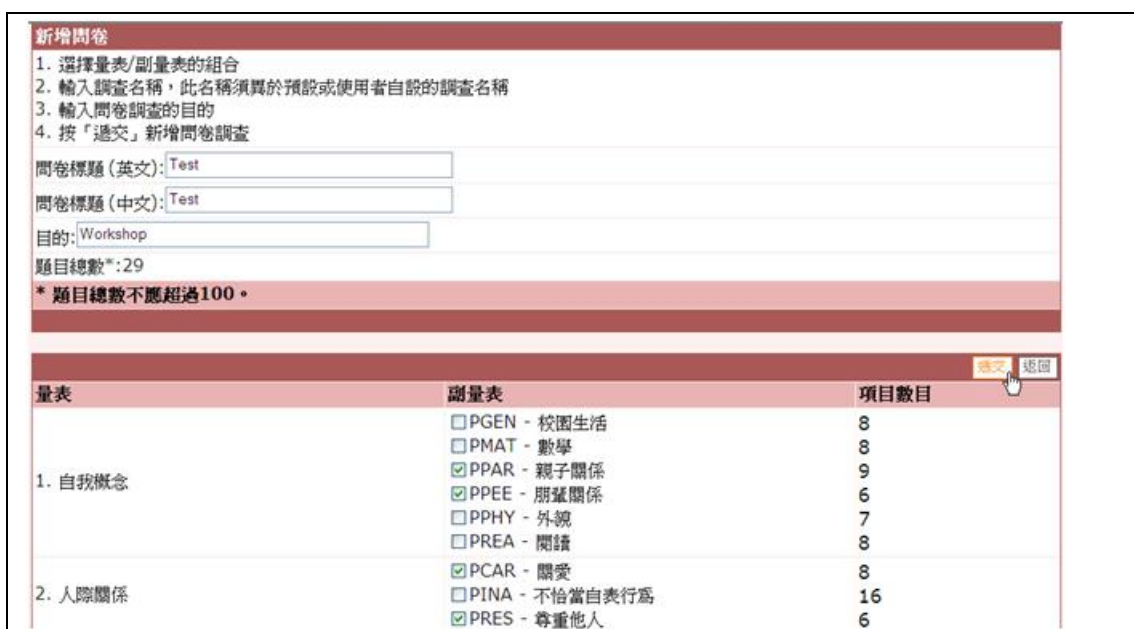 新增問卷
1. 選擇量表/副量表的組合
2. 輸入調查名稱，此名稱須異於預設或使用者自設的調查名稱
3. 輸入問卷調查的目的
4. 按「遞交」新增問卷調查
問卷標題(英文): Test
問卷標題(中文): Test
目的: Workshop
題目總數*:29
* 題目總數不應超過100。
遞交 返回
量表 副量表 項目數目
PGEN - 校園生活 8
PMAT - 數學 8
1. 自我概念
PPAR - 親子關係 9
PPEE - 朋輩關係 6
PPHY - 外貌 7
PREA - 閱讀 8
PCAR - 關愛 8
2. 人際關係 PINA - 不恰當自表行為 16
PRES - 尊重他人 6